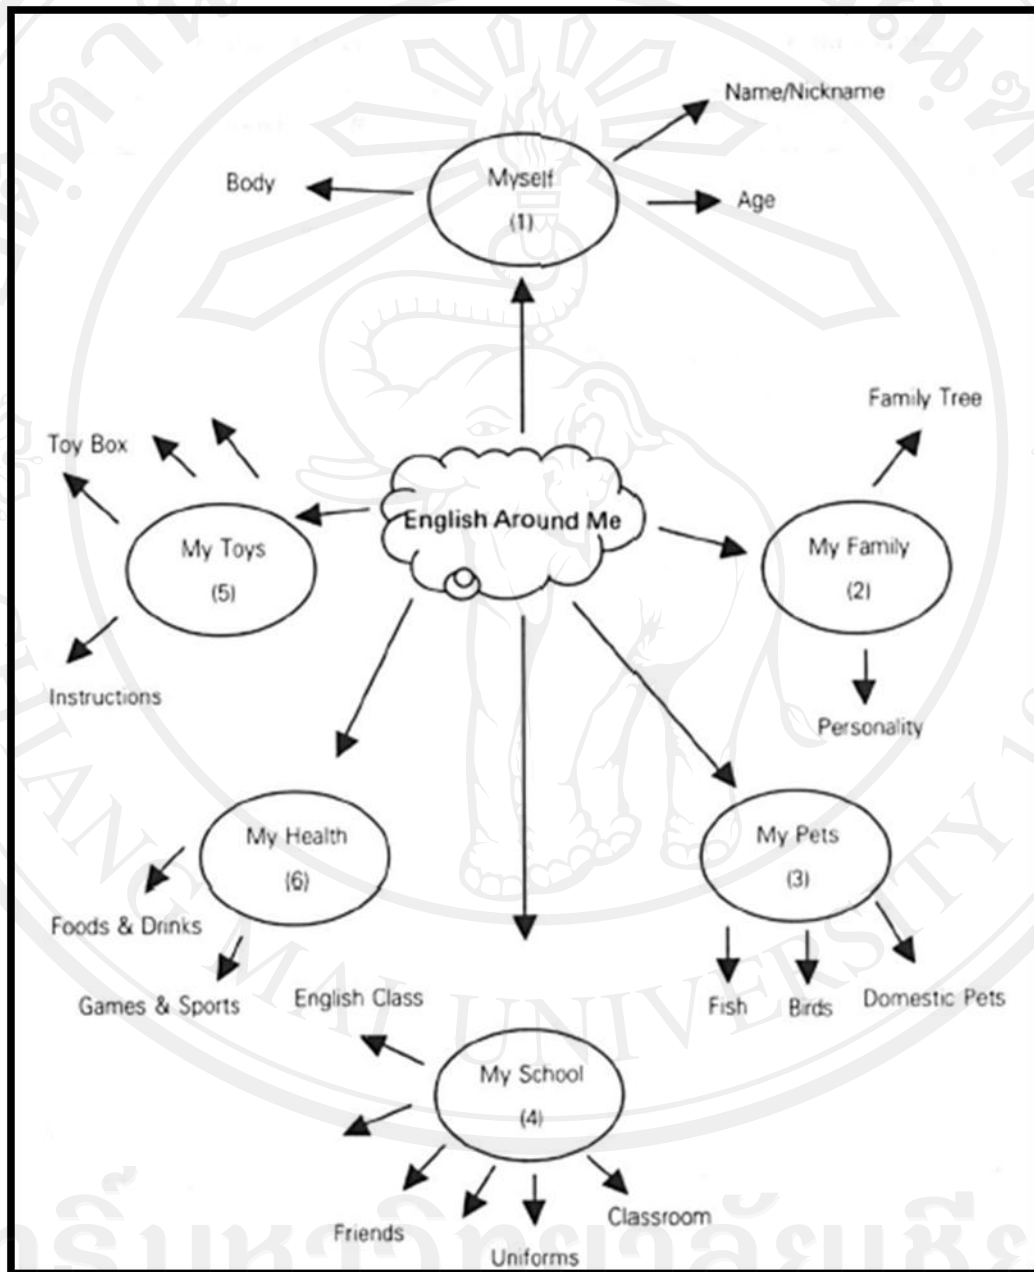 Name/Nickname
Body
Myself
(1)
Age
Family Tree
Toy Box
English Around Me
My Toys
(5)
My Family
(2)
Instructions
Personality
My Health
(6)
My Pets
(3)
Foods & Drinks
Games & Sports
English Class
Fish
Birds
Domestic Pets
My School
(4)
Friends
Classroom
Uniforms